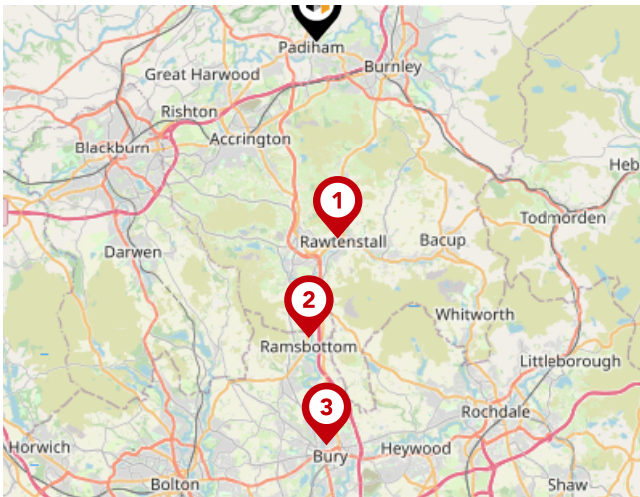 Padiham
Burnley
Great Harwood
Rishton
Accrington
Blackburn
Heb
1
Todmorden
Rawtenstall
Bacup
Darwen
2
Whitworth
Ramsbottom
Littleborough
3
Rochdale
Horwich
Heywood
Bury
Bolton
Shaw